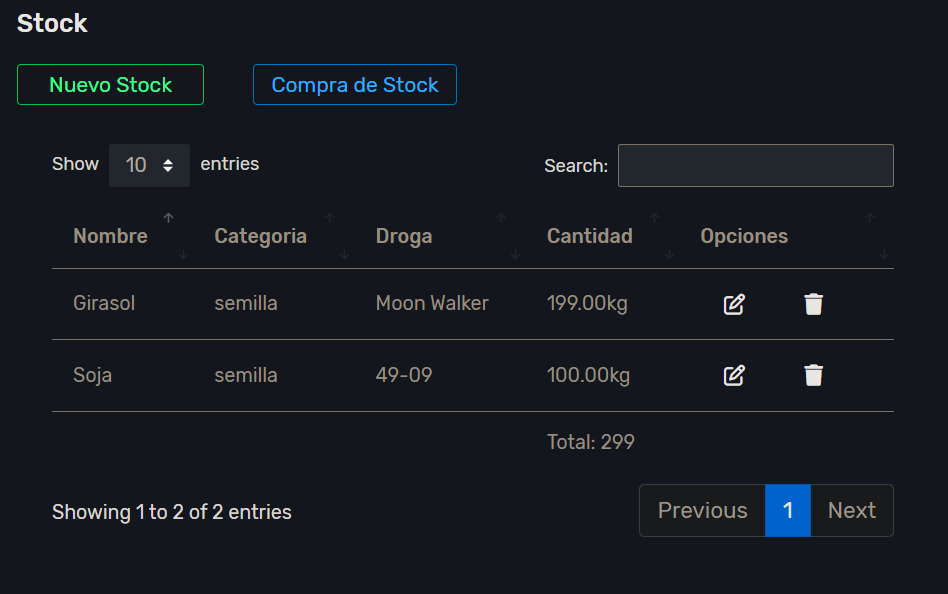 Stock
Nuevo Stock Compra de Stock
Show 10 entries Search:
Nombre Categoria Droga Cantidad Opciones
Girasol semilla Moon Walker 199.00kg
Soja semilla 49-09 100.00kg
Total: 299
Showing 1 to 2 of 2 entries Previous 1 Next